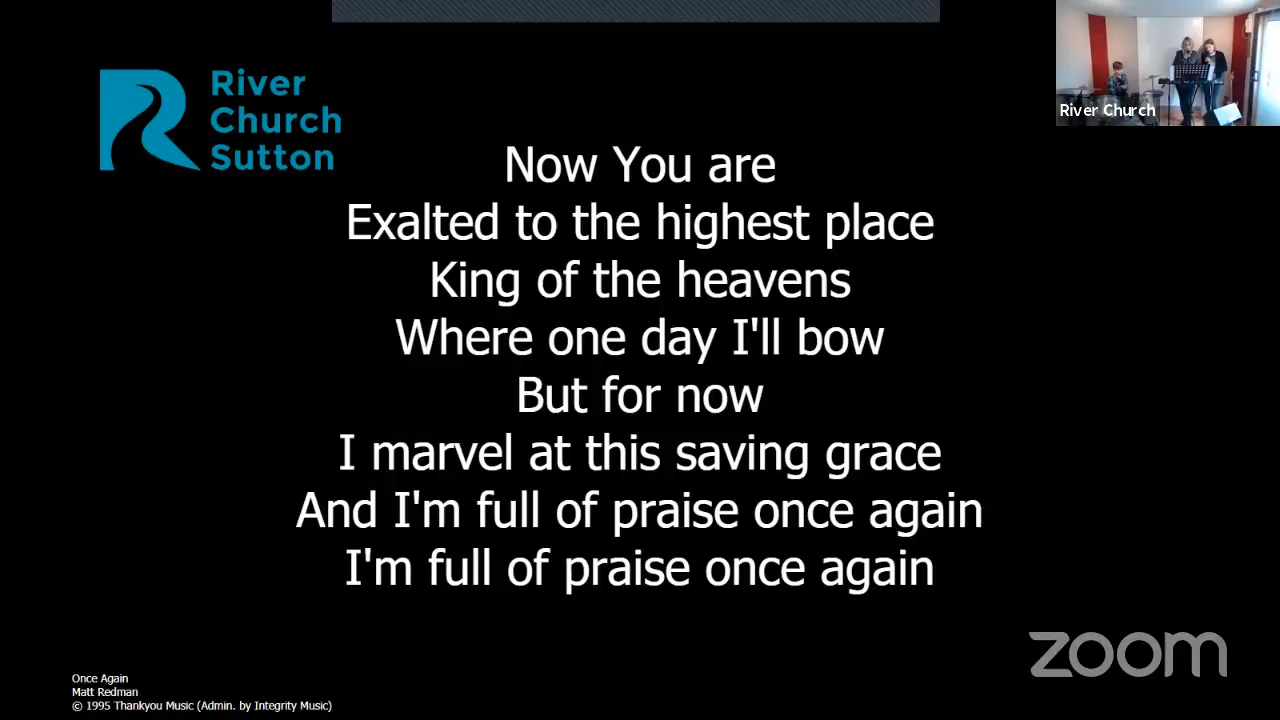 River
Church
Sutton
River Church
Now You are
Exalted to the highest place
King of the heavens
Where one day I'll bow
But for now
I marvel at this saving grace
And I'm full of praise once again
I'm full of praise once again
zoom
Once Again
Matt Redman
© 1995 Thankyou Music (Admin. by Integrity Music)